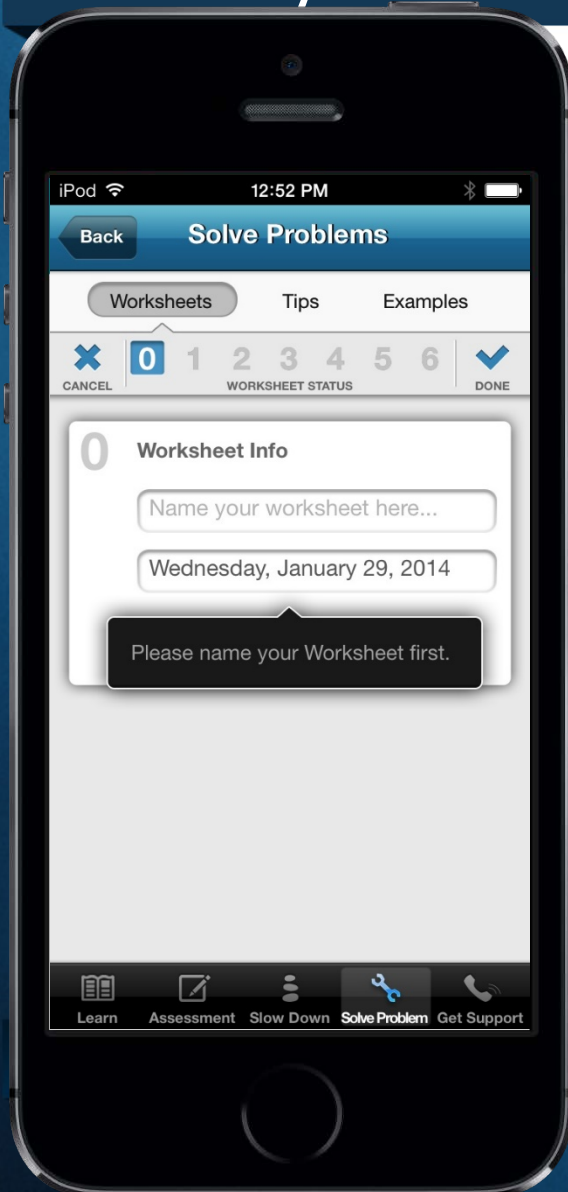 iPod 12:52 PM
Back Solve Problems
Worksheets Tips Examples
0 1 2 3 4 5 6
CANCEL WORKSHEET STATUS DONE
0 Worksheet Info
Name your worksheet here...
Wednesday, January 29, 2014
Please name your Worksheet first.
Learn Assessment Slow Down Solve Problem Get Support